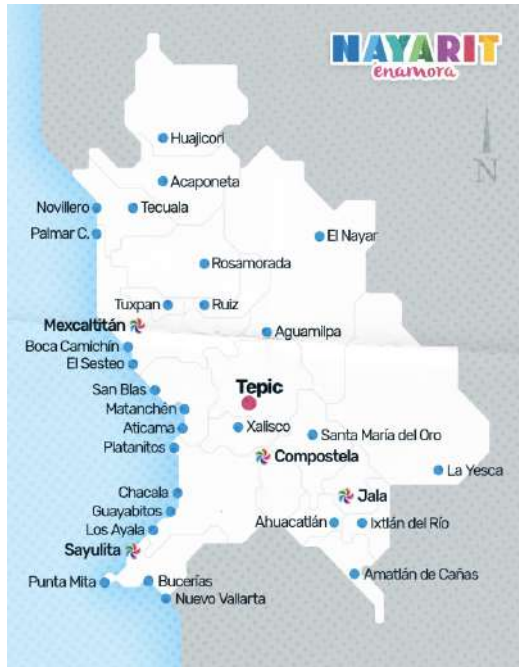 NAYARIT
enamora
N
Huajicori
Acaponeta
Novillero
Tecuala
Palmar C.
El Nayar
Rosamorada
Tuxpan
Ruiz
Mexcaltitán
Aguamilpa
Boca Camichín
El Sesteo
Tepic
San Blas
Matanchén
Aticama
Xalisco
Santa María del Oro
Platanitos
Compostela
La Yesca
Chacala
Jala
Guayabitos
Los Ayala
Ahuacatlán
Ixtlán del Río
Sayulita
Punta Mita
Bucerías
Amatlán de Cañas
Nuevo Vallarta